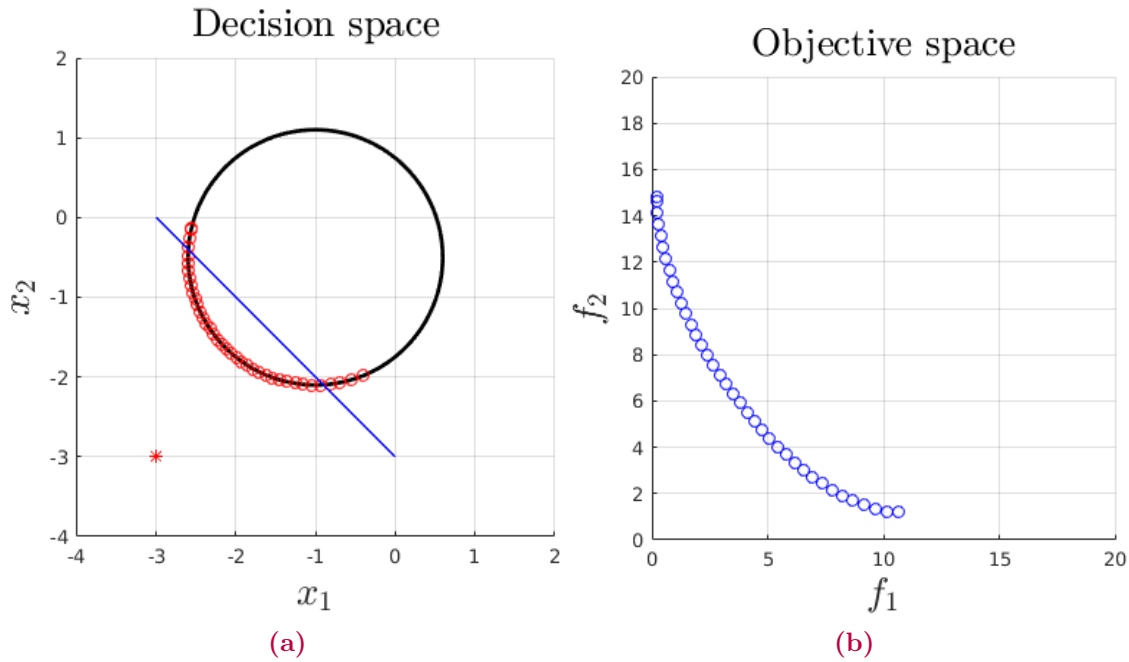 Decision space
2
1
0
-1
-2
-3
-4
x₂
-4 -3 -2 -1 0 1 2
x₁
(a)
Objective space
20
18
16
14
12
10
8
6
4
2
0
f₂
0 5 10 15 20
f₁
(b)